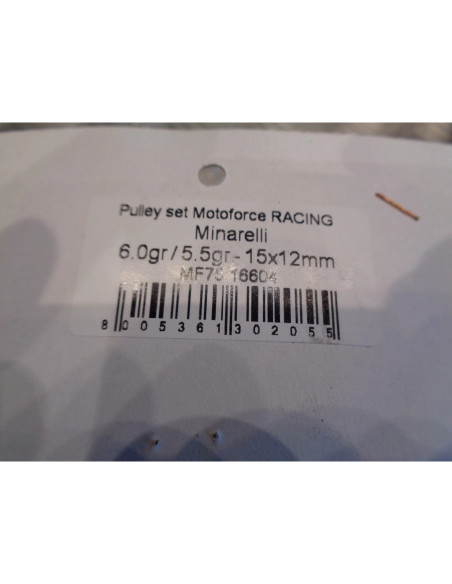 Pulley set Motoforce RACING
Minarelli
6.0gr / 5.5gr - 15x12mm
MF75 16604
8 005361 302055